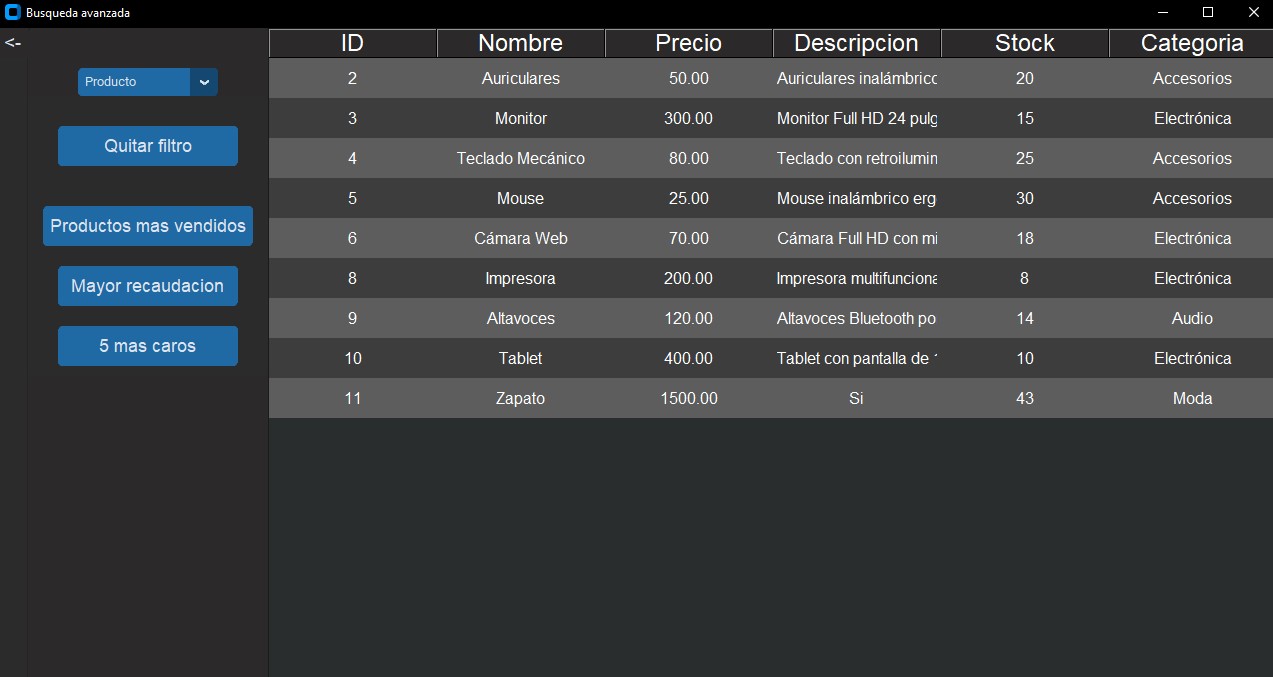 Busqueda avanzada
<-
Producto
Quitar filtro
Productos mas vendidos
Mayor recaudacion
5 mas caros
ID Nombre Precio Descripcion Stock Categoria
2 Auriculares 50.00 Auriculares inalámbric 20 Accesorios
3 Monitor 300.00 Monitor Full HD 24 pulg 15 Electrónica
4 Teclado Mecánico 80.00 Teclado con retroilumin 25 Accesorios
5 Mouse 25.00 Mouse inalámbrico erg 30 Accesorios
6 Cámara Web 70.00 Cámara Full HD con mi 18 Electrónica
8 Impresora 200.00 Impresora multifunciona 8 Electrónica
9 Altavoces 120.00 Altavoces Bluetooth po 14 Audio
10 Tablet 400.00 Tablet con pantalla de 10 Electrónica
11 Zapato 1500.00 Si 43 Moda